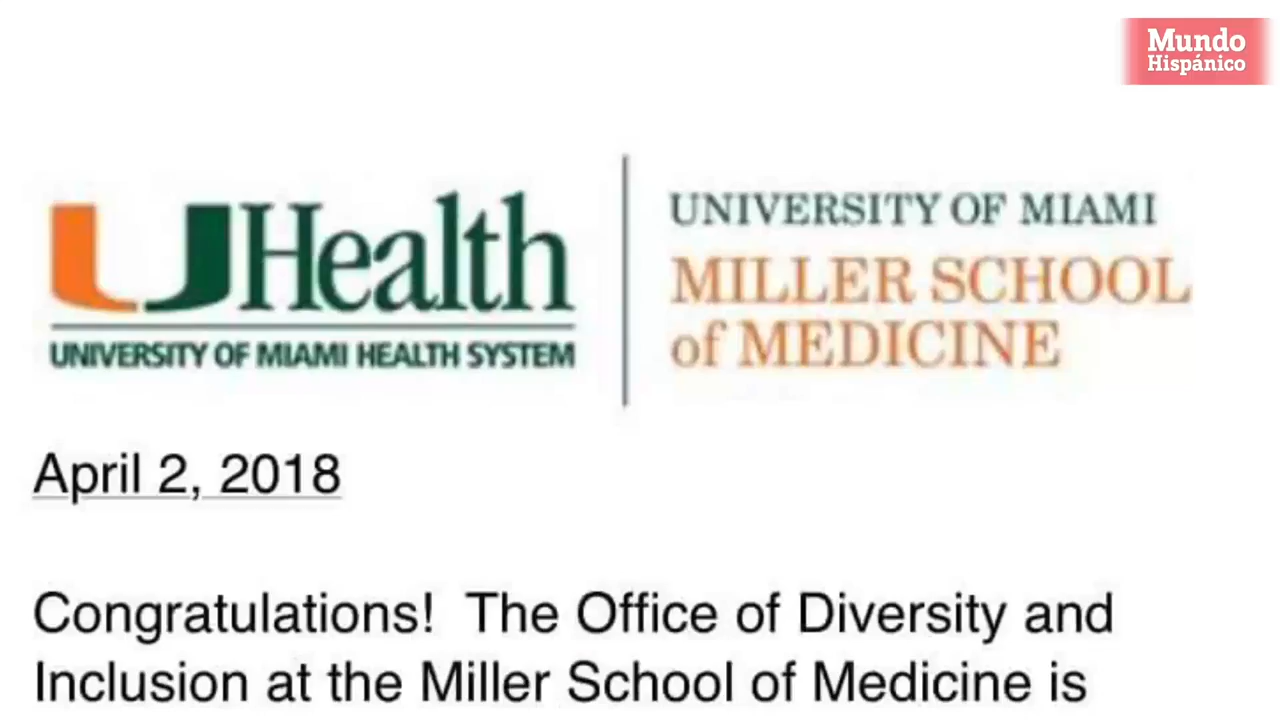 Mundo
Hispánico
UHealth
UNIVERSITY OF MIAMI HEALTH SYSTEM
UNIVERSITY OF MIAMI
MILLER SCHOOL
of MEDICINE
April 2, 2018
Congratulations!  The Office of Diversity and
Inclusion at the Miller School of Medicine is